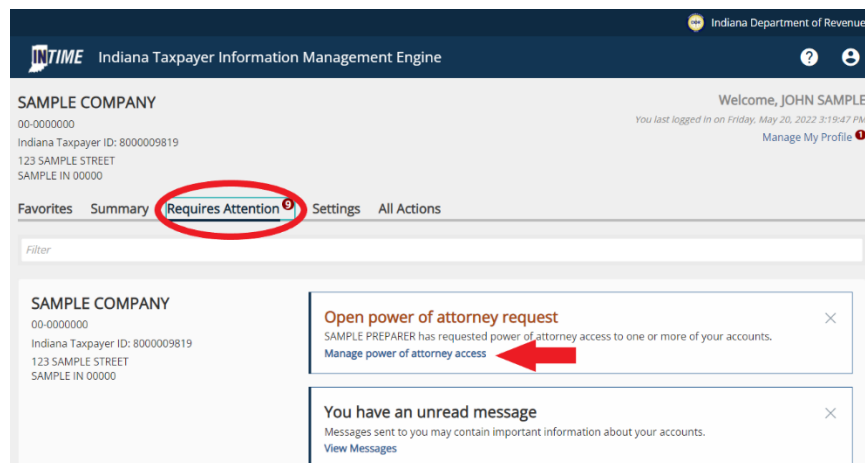 Indiana Department of Revenue
INTIME Indiana Taxpayer Information Management Engine
?
SAMPLE COMPANY
00-0000000
Indiana Taxpayer ID: 8000009819
123 SAMPLE STREET
SAMPLE IN 00000
Welcome, JOHN SAMPLE
You last logged in on Friday, May 20, 2022 3:19:47 PM
Manage My Profile 1
Favorites Summary Requires Attention 9 Settings All Actions
Filter
SAMPLE COMPANY
00-0000000
Indiana Taxpayer ID: 8000009819
123 SAMPLE STREET
SAMPLE IN 00000
Open power of attorney request
SAMPLE PREPARER has requested power of attorney access to one or more of your accounts.
Manage power of attorney access
You have an unread message
Messages sent to you may contain important information about your accounts.
View Messages